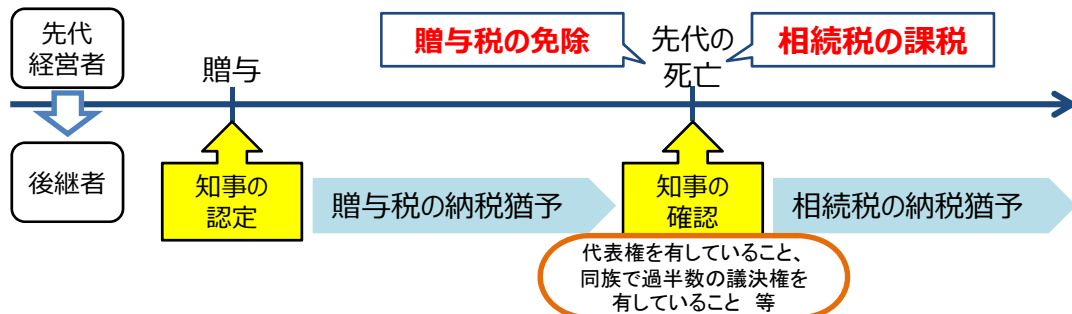 先代
経営者
贈与
贈与税の免除
先代の
死亡
相続税の課税
後継者
知事の
認定
贈与税の納税猶予
知事の
確認
相続税の納税猶予
代表権を有していること、
同族で過半数の議決権を
有していること 等